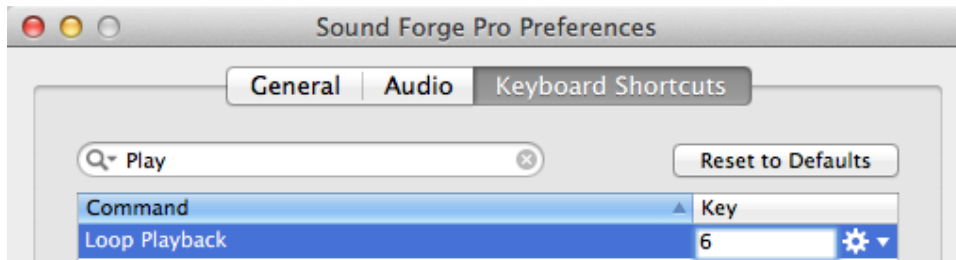 Sound Forge Pro Preferences
General Audio Keyboard Shortcuts
Play Reset to Defaults
Command Key
Loop Playback 6